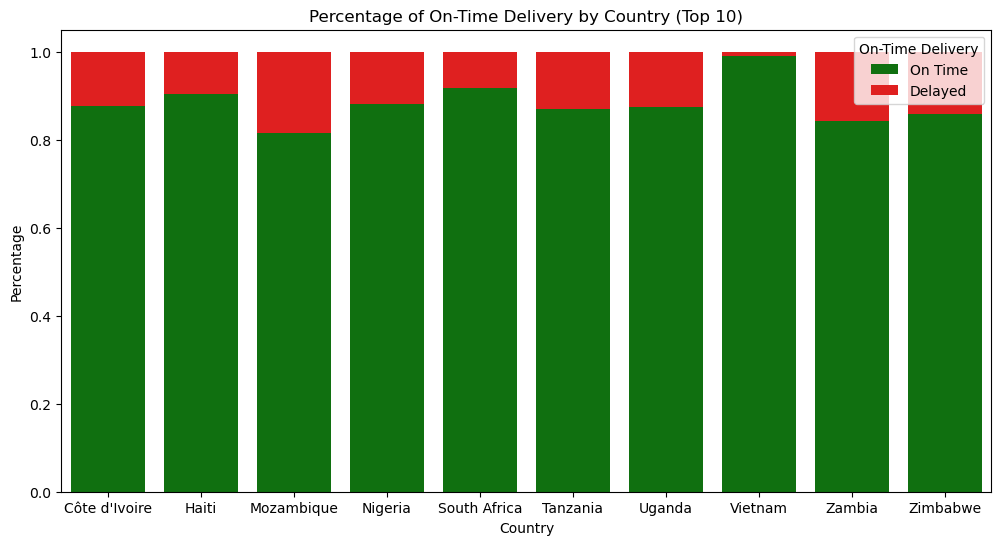 Percentage of On-Time Delivery by Country (Top 10)
On-Time Delivery
On Time
Delayed
1.0
0.8
0.6
0.4
0.2
0.0
Percentage
Côte d'Ivoire Haiti Mozambique Nigeria South Africa Tanzania Uganda Vietnam Zambia Zimbabwe
Country